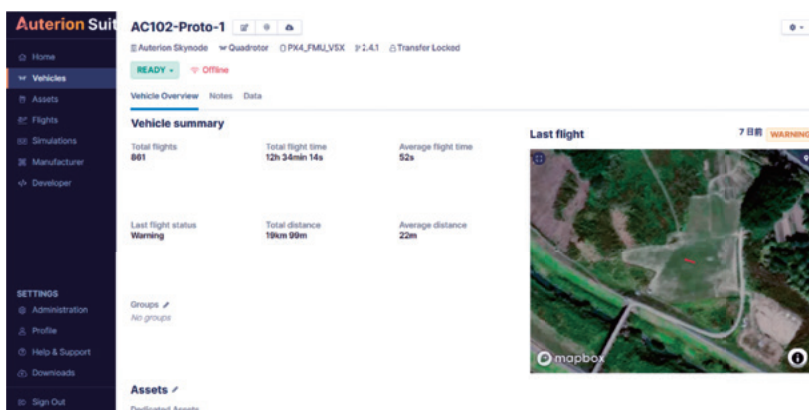 Auterion Suit
Home
Vehicles
Assets
Flights
Simulations
Manufacturer
Developer
SETTINGS
Administration
Profile
Help & Support
Downloads
Sign Out
AC102-Proto-1
Auterion Skynode Quadrotor PX4_FMU_V5X 1.4.1 Transfer Locked
READY Offline
Vehicle Overview Notes Data
Vehicle summary
Total flights Total flight time Average flight time
861 12h 34min 14s 52s
Last flight status Total distance Average distance
Warning 19km 99m 22m
Groups
No groups
Assets
Dedicated Assets
Last flight 7 日前 WARNING
mapbox